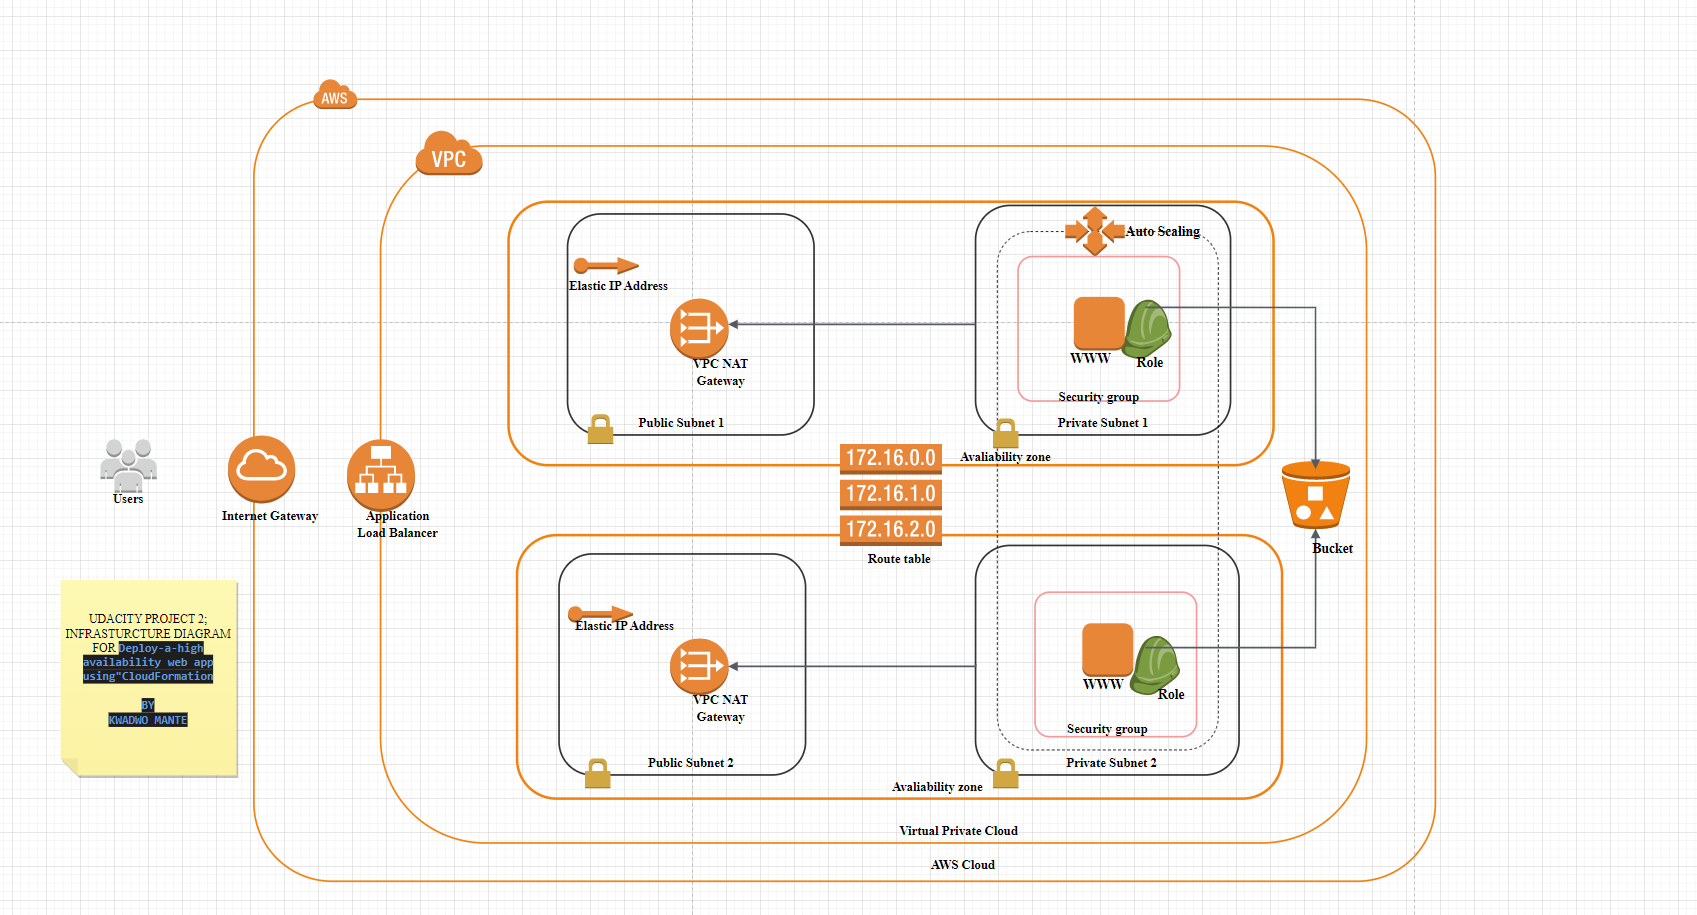 AWS
VPC
Auto Scaling
Elastic IP Address
VPC NAT
Gateway
WWW
Role
Security group
Public Subnet 1
Private Subnet 1
Avaliability zone
172.16.0.0
172.16.1.0
172.16.2.0
Route table
Users
Internet Gateway
Application
Load Balancer
Bucket
Elastic IP Address
VPC NAT
Gateway
WWW
Role
Security group
Public Subnet 2
Private Subnet 2
Avaliability zone
Virtual Private Cloud
AWS Cloud
UDACITY PROJECT 2;
INFRASTURCTURE DIAGRAM
FOR Deploy-a-high
availability web app
using"CloudFormation
BY
KWADWO MANTE